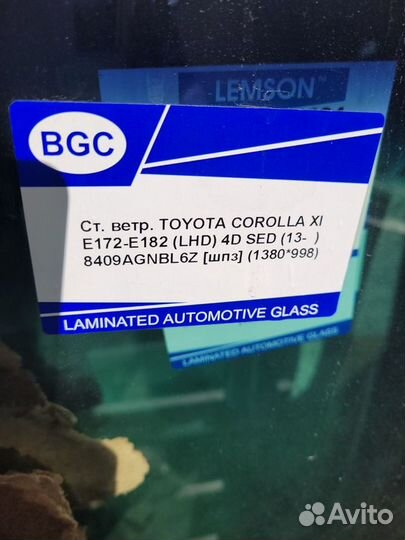 LEMSON™
BGC
Ст. ветр. TOYOTA COROLLA XI
E172-E182 (LHD) 4D SED (13- )
8409AGNBL6Z [шпз] (1380*998)
LAMINATED AUTOMOTIVE GLASS
LAMINATED AUTOMOTIVE GLASS
Avito